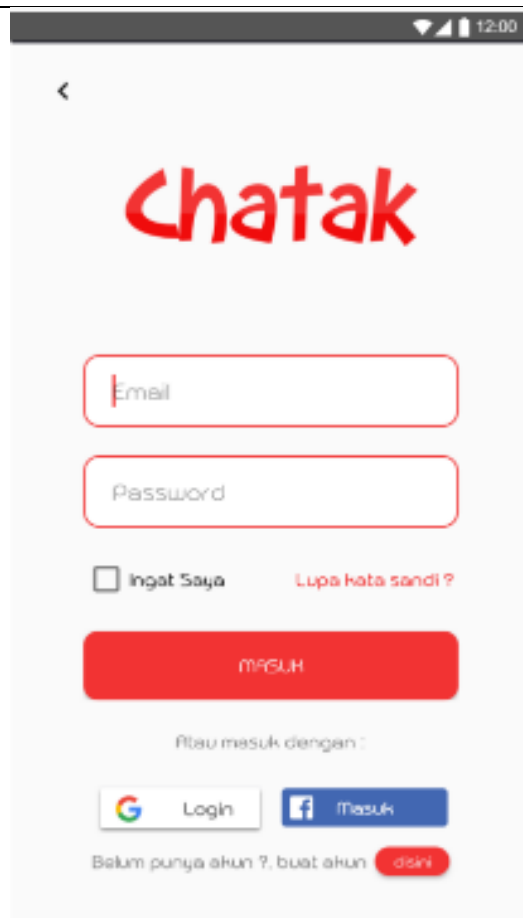 12:00
Chatak
Email
Password
Ingat Saya Lupa kata sandi ?
MASUK
Atau masuk dengan :
Login Masuk
Belum punya akun ?, buat akun disini